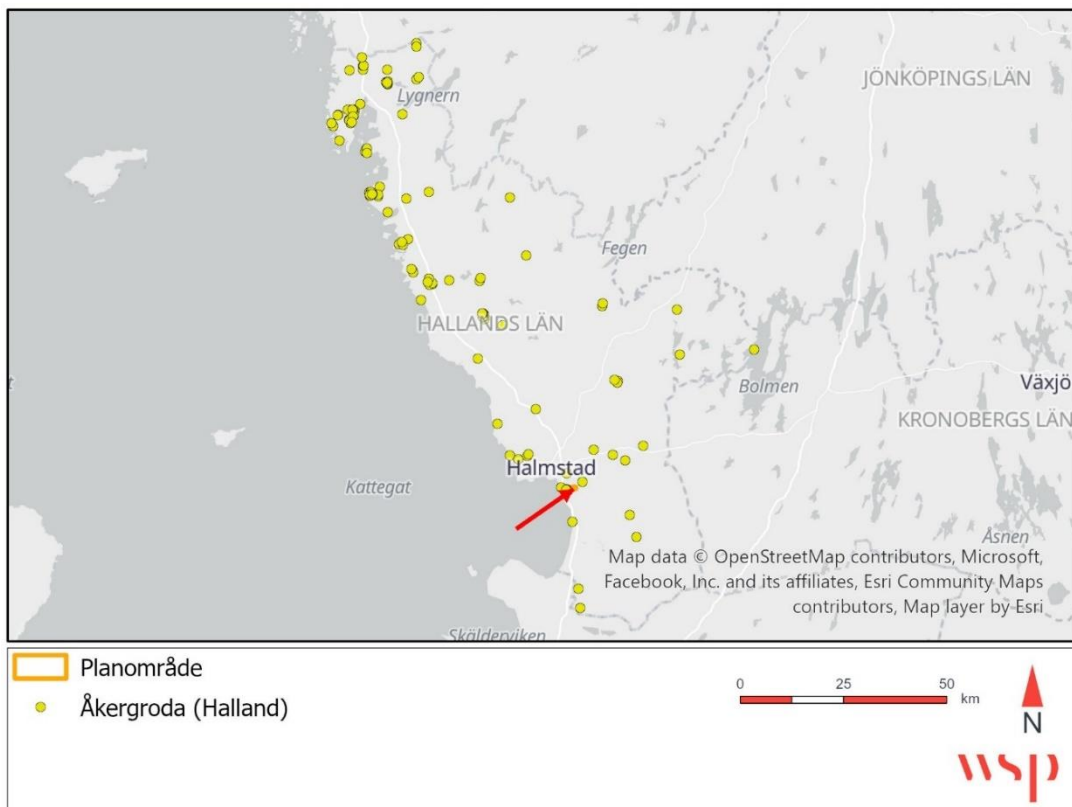 JÖNKÖPINGS LÄN
Lygnern
Fegen
HALLANDS LÄN
Bolmen
Växjö
KRONOBERGS LÄN
Halmstad
Kattegat
Åsnen
Map data © OpenStreetMap contributors, Microsoft,
Facebook, Inc. and its affiliates, Esri Community Maps
contributors, Map layer by Esri
Skälderviken
Planområde
Åkergroda (Halland)
0 25 50
km
N
wsp